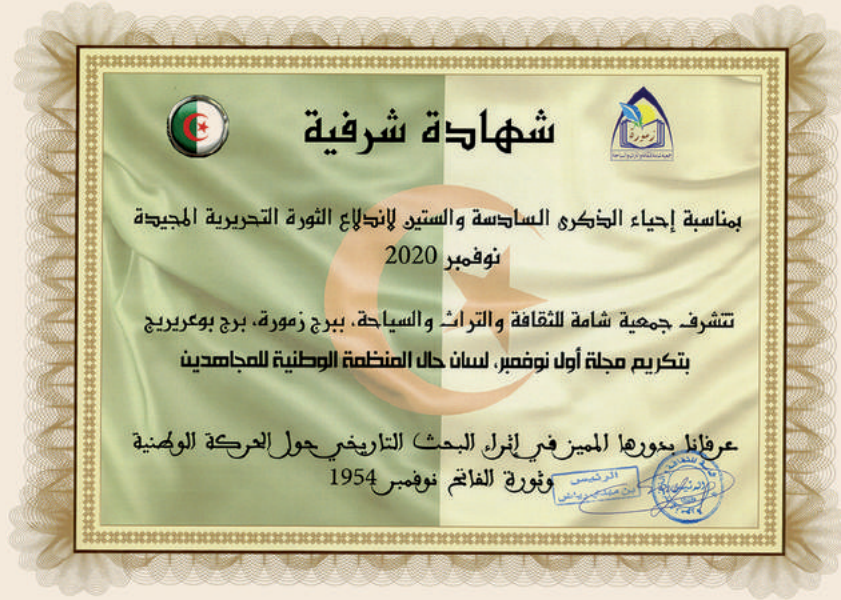 شهادة شرفية
زمورة
بمناسبة إحياء الذكرى السادسة والستين لاندلاع الثورة التحريرية المجيدة
نوفمبر 2020
تتشرف جمعية شامة للثقافة والتراث والسياحة، ببرج زمورة، برج بوعريريج
بتكريم مجلة أول نوفمبر، لسان حال المنظمة الوطنية للمجاهدين
عرفانا بدورها المميز في اثراء البحث التاريخي حول الحركة الوطنية
وثورة الفاتح نوفمبر 1954
الرئيس